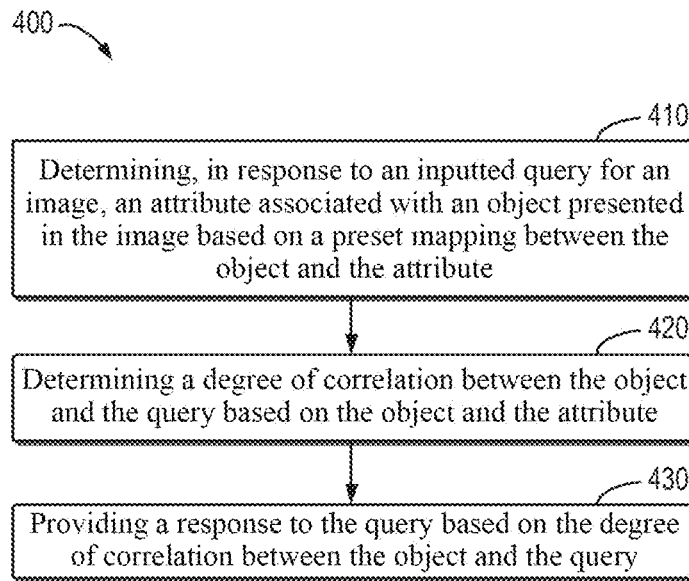 400
410
Determining, in response to an inputted query for an
image, an attribute associated with an object presented
in the image based on a preset mapping between the
object and the attribute
420
Determining a degree of correlation between the object
and the query based on the object and the attribute
430
Providing a response to the query based on the degree
of correlation between the object and the query